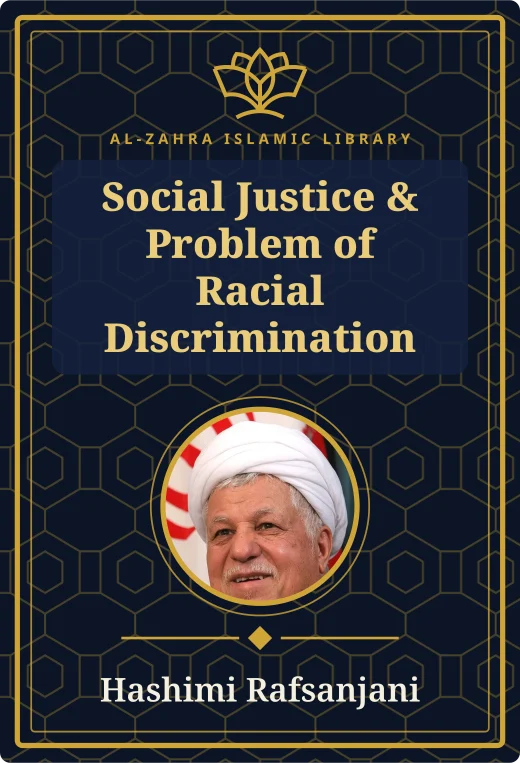 AL-ZAHRA ISLAMIC LIBRARY
Social Justice &
Problem of
Racial
Discrimination
Hashimi Rafsanjani